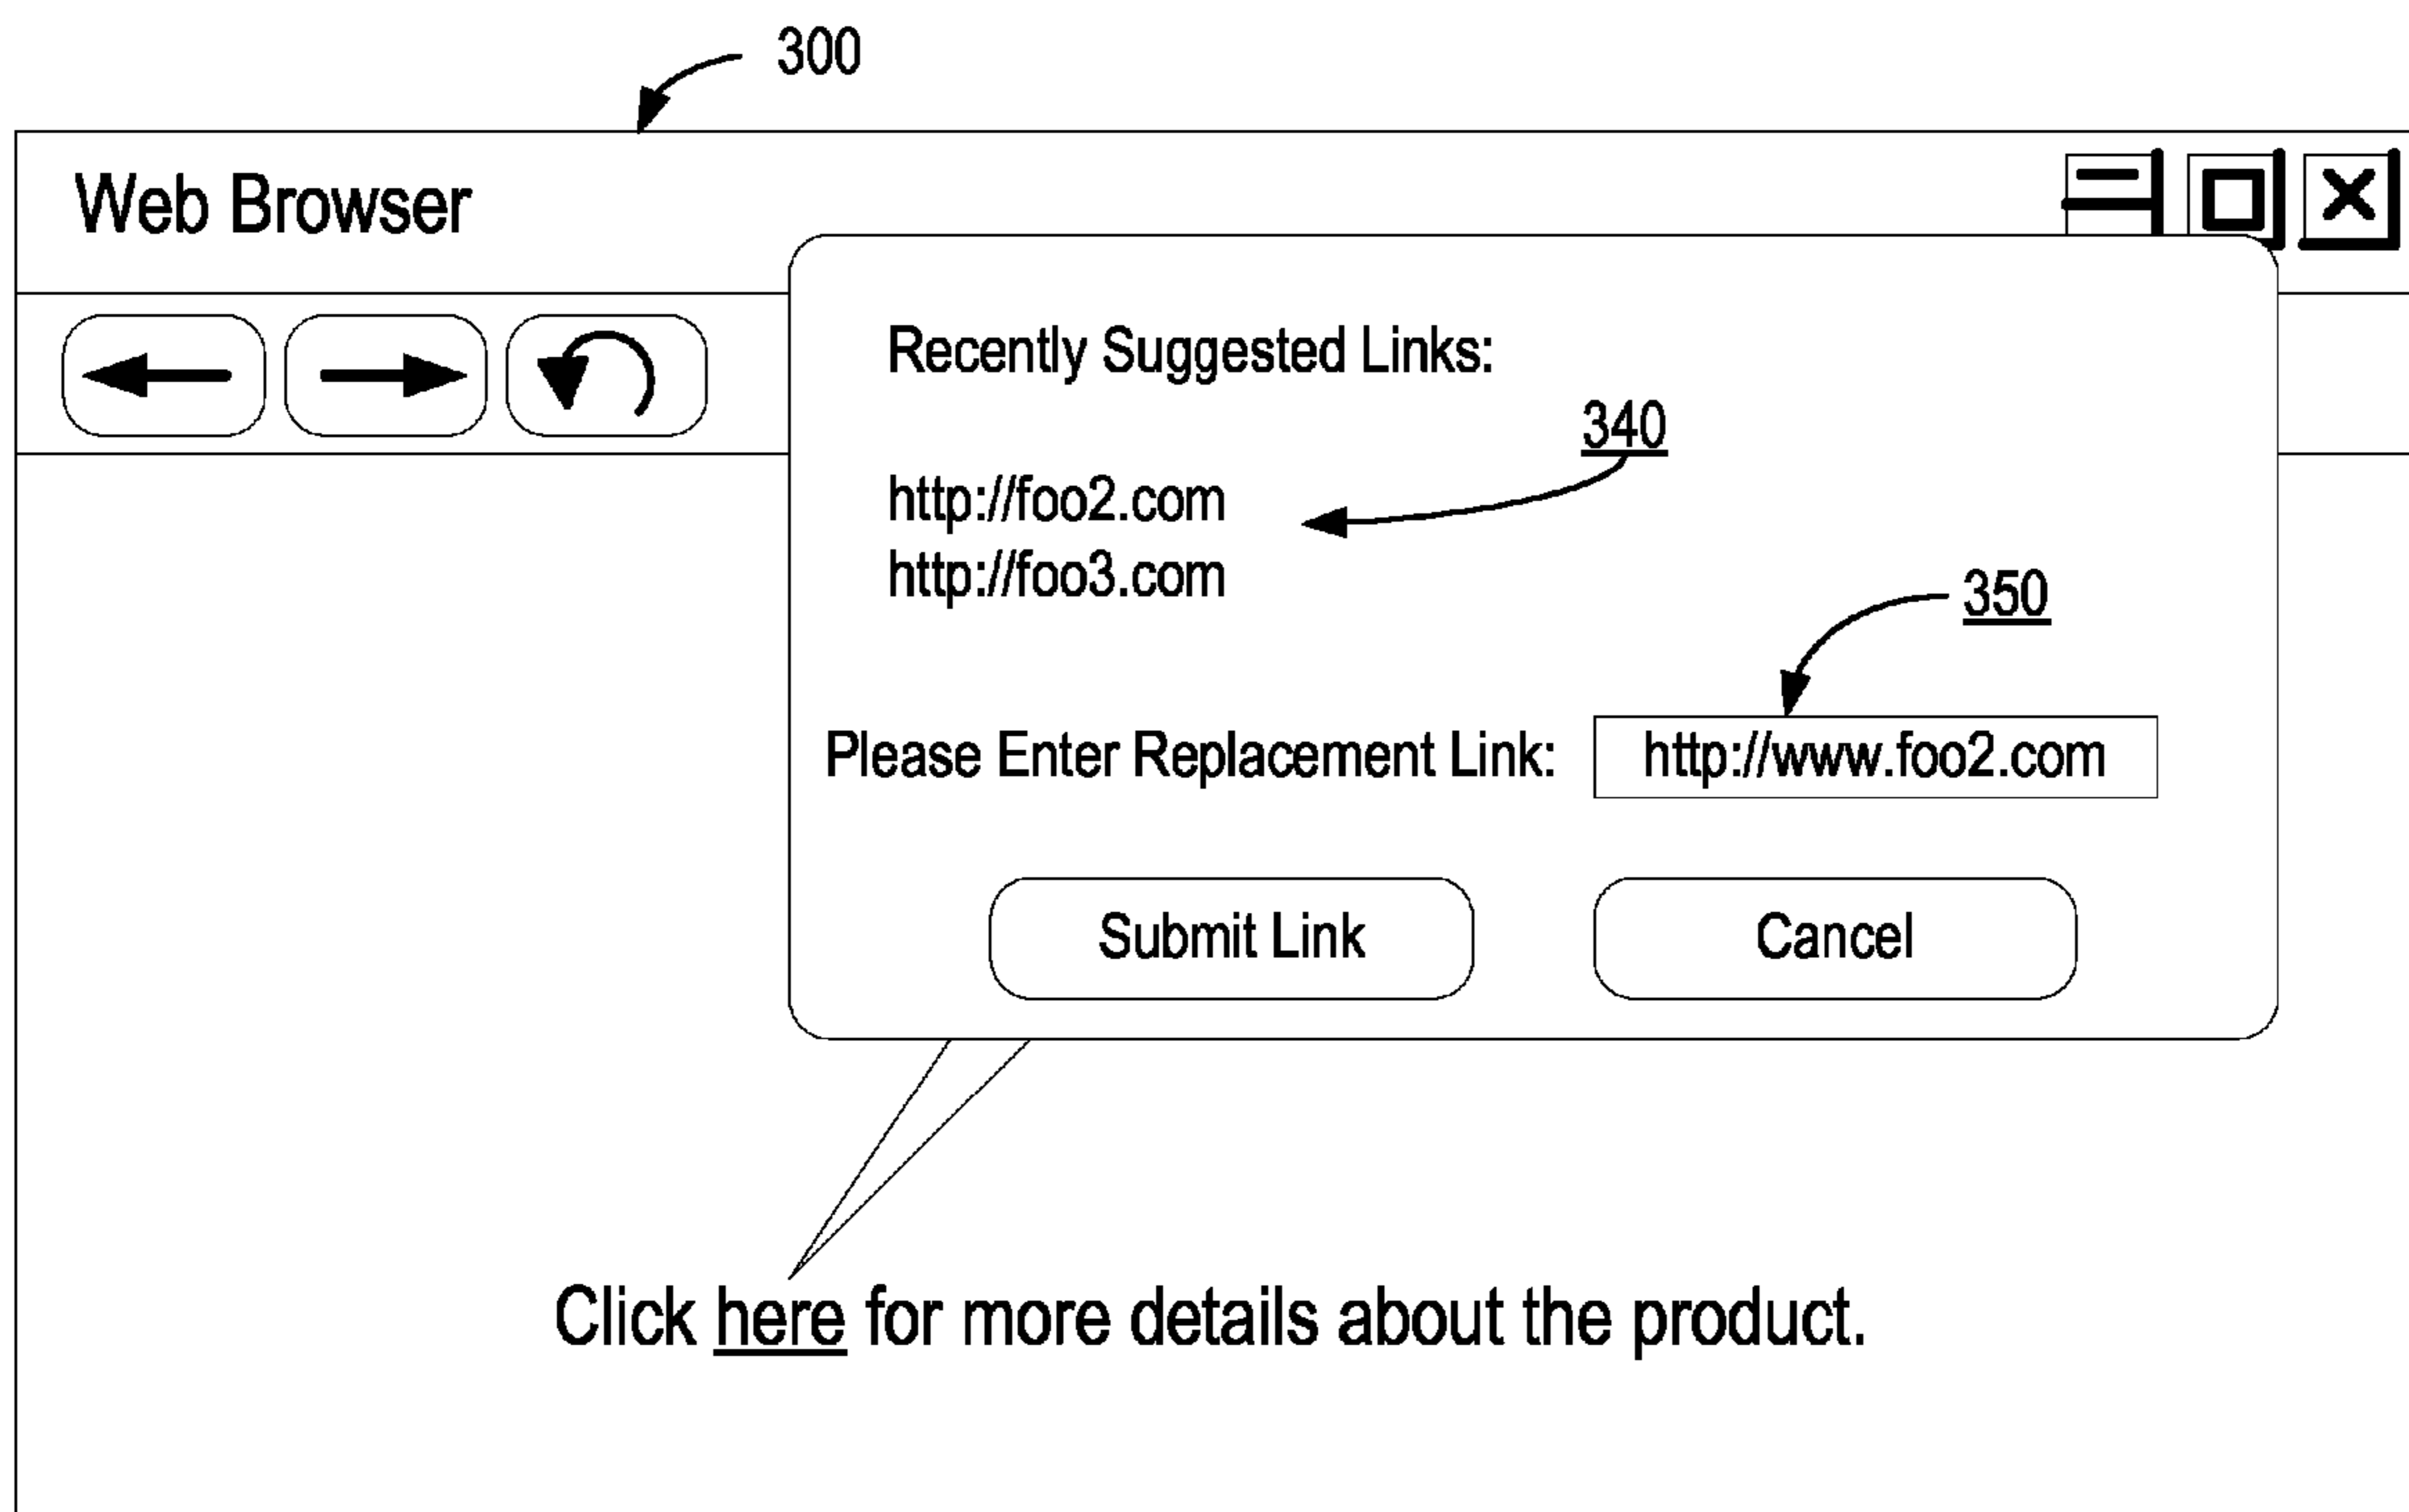 300
Web Browser
Recently Suggested Links:
340
http://foo2.com
http://foo3.com
350
Please Enter Replacement Link: http://www.foo2.com
Submit Link Cancel
Click here for more details about the product.